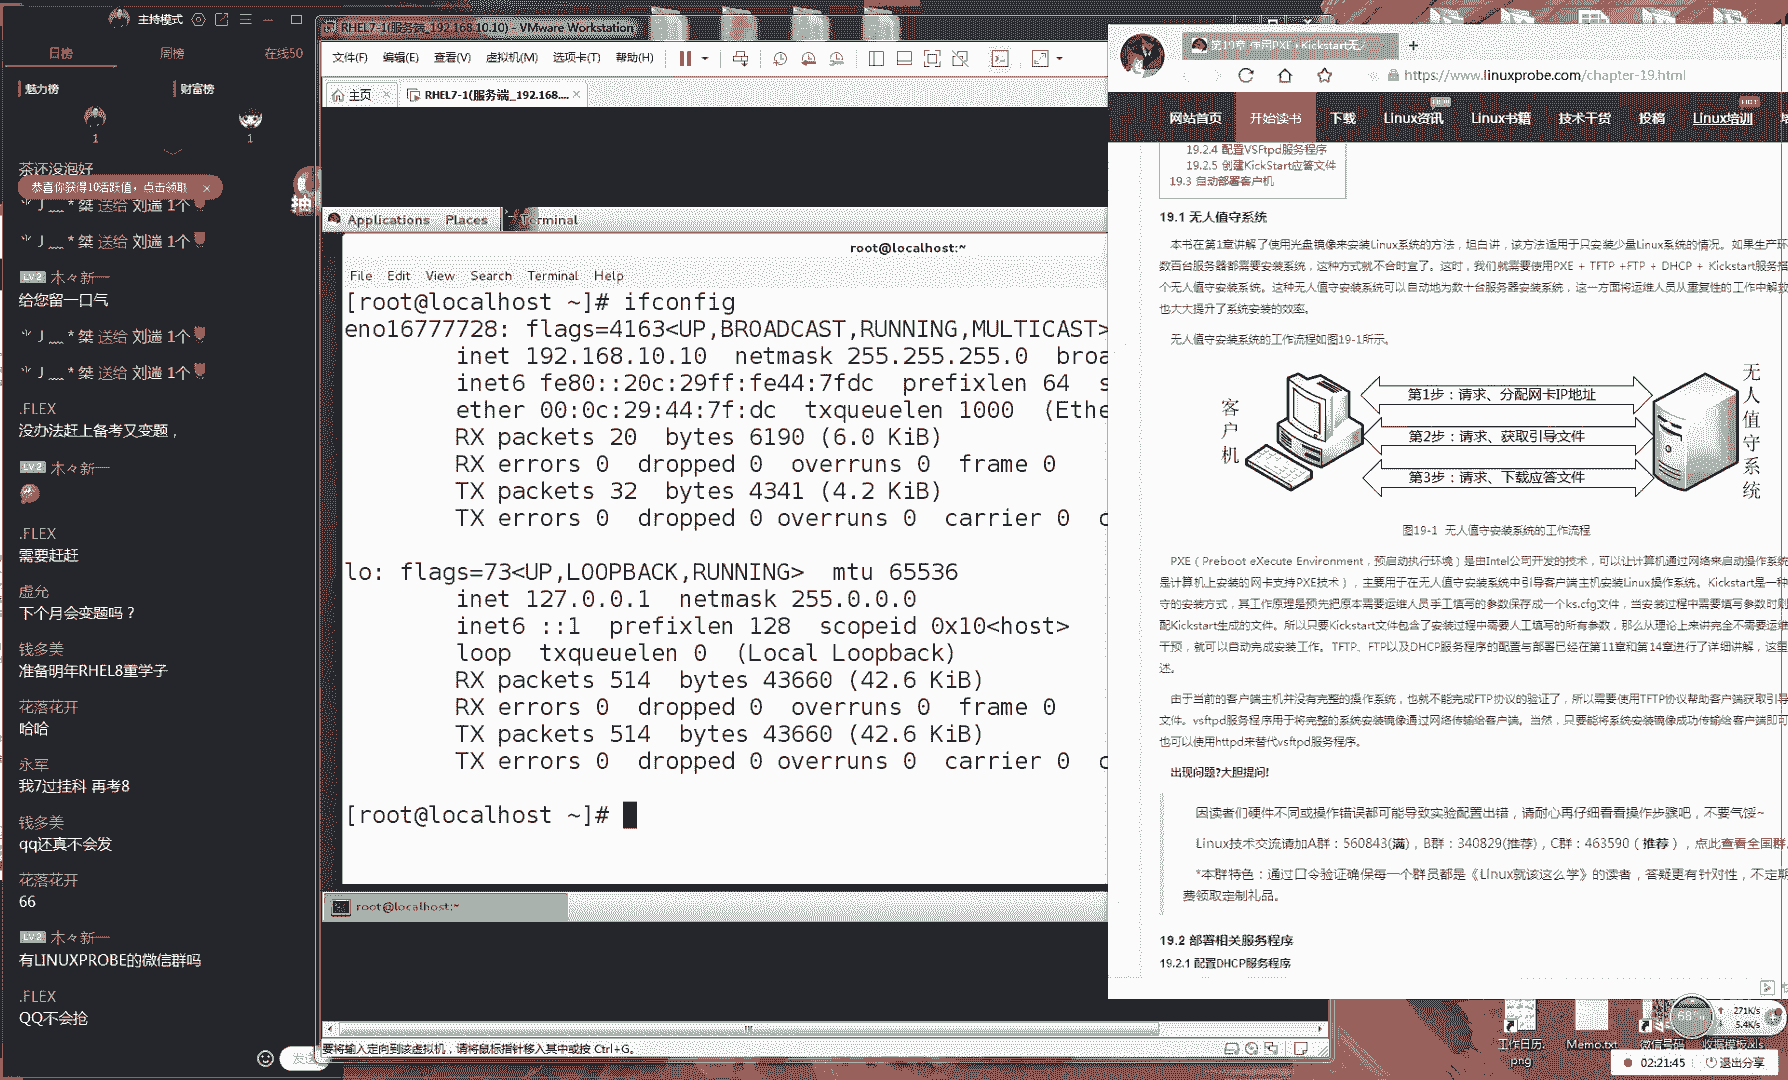 主持模式
日榜
周榜
在线50
魅力榜
财富榜
1
1
茶还没泡好
恭喜你获得10活跃值，点击领取 ×
送给 刘遄 1个
送给 刘遄 1个
LV.2 木々新一
给您留一口气
送给 刘遄 1个
送给 刘遄 1个
.FLEX
没办法赶上备考又变题，
LV.2 木々新一
.FLEX
需要赶赶
虚允
下个月会变题吗？
钱多美
准备明年RHEL8重学子
花落花开
哈哈
永军
我7过挂科 再考8
钱多美
qq还真不会发
花落花开
66
LV.2 木々新一
有LINUXPROBE的微信群吗
.FLEX
QQ不会抢
抽
RHEL7-1(服务端_192.168.10.10) - VMware Workstation
文件(F) 编辑(E) 查看(V) 虚拟机(M) 选项卡(T) 帮助(H)
主页 ×
RHEL7-1(服务端_192.168.... ×
Applications Places Terminal
root@localhost:~
File Edit View Search Terminal Help
[root@localhost ~]# ifconfig
eno16777728: flags=4163<UP,BROADCAST,RUNNING,MULTICAST>
inet 192.168.10.10 netmask 255.255.255.0 broa
inet6 fe80::20c:29ff:fe44:7fdc prefixlen 64 s
ether 00:0c:29:44:7f:dc txqueuelen 1000 (Ethe
RX packets 20 bytes 6190 (6.0 KiB)
RX errors 0 dropped 0 overruns 0 frame 0
TX packets 32 bytes 4341 (4.2 KiB)
TX errors 0 dropped 0 overruns 0 carrier 0 c
lo: flags=73<UP,LOOPBACK,RUNNING> mtu 65536
inet 127.0.0.1 netmask 255.0.0.0
inet6 ::1 prefixlen 128 scopeid 0x10<host>
loop txqueuelen 0 (Local Loopback)
RX packets 514 bytes 43660 (42.6 KiB)
RX errors 0 dropped 0 overruns 0 frame 0
TX packets 514 bytes 43660 (42.6 KiB)
TX errors 0 dropped 0 overruns 0 carrier 0 c
[root@localhost ~]#
root@localhost:~
要将输入定向到该虚拟机，请将鼠标指针移入其中或按 Ctrl+G。
第19章 使用PXE+Kickstart无人
https://www.linuxprobe.com/chapter-19.html
网站首页 开始读书 下载 Linux资讯 Linux书籍 技术干货 投稿 Linux培训
19.2.4 配置VSFtpd服务程序
19.2.5 创建KickStart应答文件
19.3 自动部署客户机
19.1 无人值守系统
本书在第1章讲解了使用光盘镜像来安装Linux系统的方法，坦白讲，该方法适用于只安装少量Linux系统的情况。如果生产环
数百台服务器都需要安装系统，这种方式就不合时宜了。这时，我们就需要使用PXE + TFTP +FTP + DHCP + Kickstart服务搭
个无人值守安装系统。这种无人值守安装系统可以自动地为数十台服务器安装系统，这一方面将运维人员从重复性的工作中解放
也大大提升了系统安装的效率。
无人值守安装系统的工作流程如图19-1所示。
客户机
第1步：请求、分配网卡IP地址
第2步：请求、获取引导文件
第3步：请求、下载应答文件
无人值守系统
图19-1 无人值守安装系统的工作流程
PXE（Preboot eXecute Environment，预启动执行环境）是由Intel公司开发的技术，可以让计算机通过网络来启动操作系统
是计算机上安装的网卡支持PXE技术），主要用于在无人值守安装系统中引导客户端主机安装Linux操作系统。Kickstart是一种
守的安装方式，其工作原理是预先把原本需要运维人员手工填写的参数保存成一个ks.cfg文件，当安装过程中需要填写参数时则
配Kickstart生成的文件。所以只要Kickstart文件包含了安装过程中需要人工填写的所有参数，那么从理论上来讲完全不需要运维
干预，就可以自动完成安装工作。TFTP、FTP以及DHCP服务程序的配置与部署已经在第11章和第14章进行了详细讲解，这里
述。
由于当前的客户端主机并没有完整的操作系统，也就不能完成FTP协议的验证了，所以需要使用TFTP协议帮助客户端获取引导
文件。vsftpd服务程序用于将完整的系统安装镜像通过网络传输给客户端。当然，只要能将系统安装镜像成功传输给客户端即可
也可以使用httpd来替代vsftpd服务程序。
出现问题?大胆提问!
因读者们硬件不同或操作错误都可能导致实验配置出错，请耐心再仔细看看操作步骤吧，不要气馁~
Linux技术交流请加A群：560843(满)，B群：340829(推荐)，C群：463590（推荐），点此查看全国群
*本群特色：通过口令验证确保每一个群员都是《Linux就该这么学》的读者，答疑更有针对性，不定期
费领取定制礼品。
19.2 部署相关服务程序
19.2.1 配置DHCP服务程序
68%
271K/s
5.4K/s
工作日历.png
Memo.txt
微信号码
收据模板.xls
02:21:45
退出分享